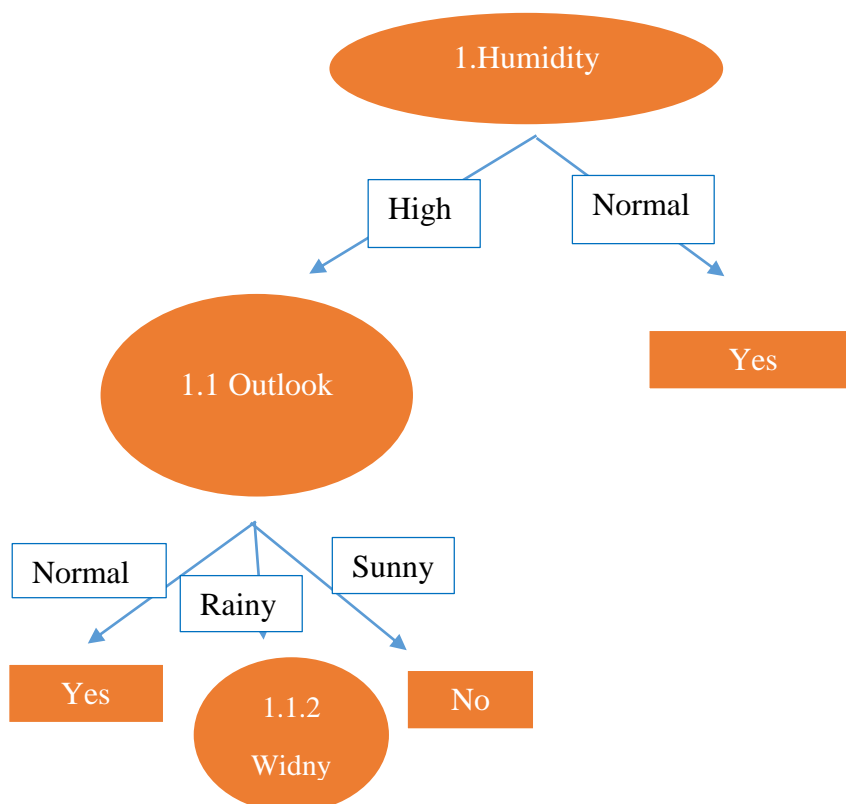 1.Humidity
High
Normal
1.1 Outlook
Yes
Normal
Rainy
Sunny
Yes
1.1.2
Widny
No